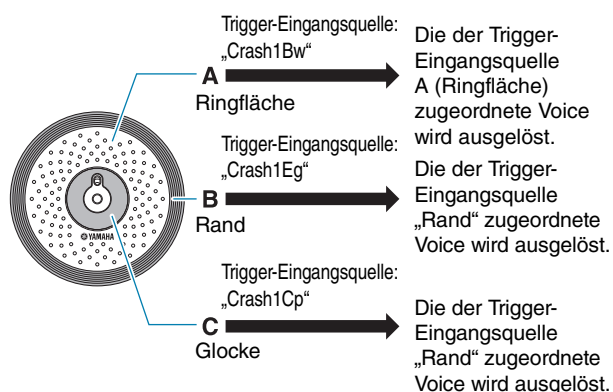 Trigger-Eingangsquelle:
„Crash1Bw“
A
Ringfläche
Die der Trigger-
Eingangsquelle
A (Ringfläche)
zugeordnete Voice
wird ausgelöst.
Trigger-Eingangsquelle:
„Crash1Eg“
B
Rand
Die der Trigger-
Eingangsquelle
„Rand“ zugeordnete
Voice wird ausgelöst.
YAMAHA
Trigger-Eingangsquelle:
„Crash1Cp“
C
Glocke
Die der Trigger-
Eingangsquelle
„Rand“ zugeordnete
Voice wird ausgelöst.